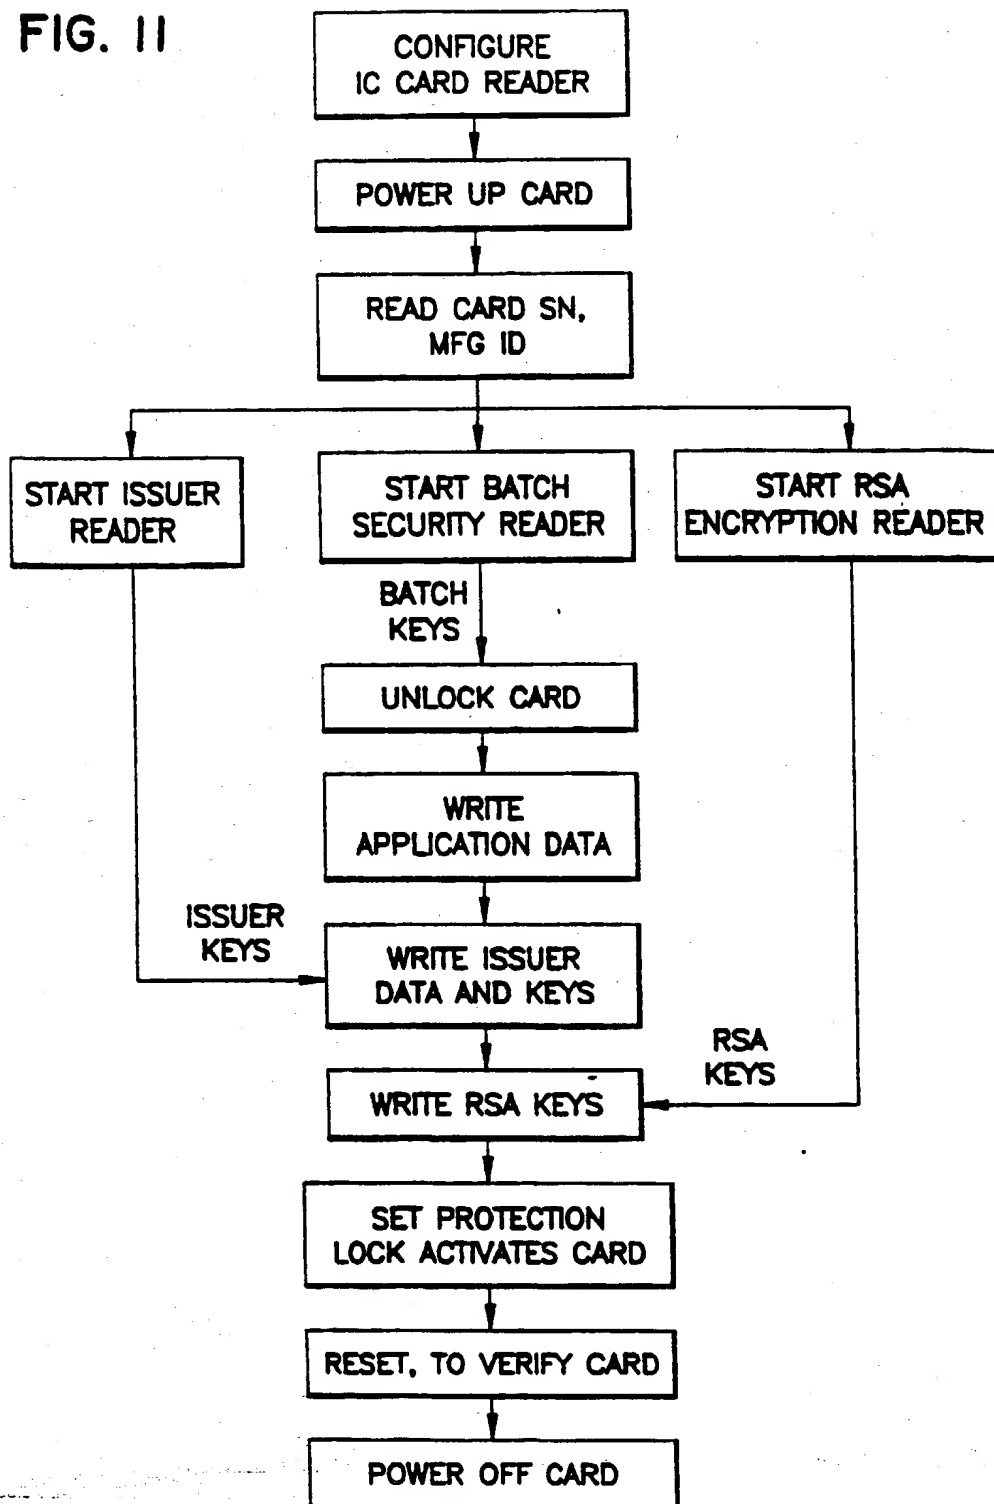 FIG. 11
CONFIGURE
IC CARD READER
POWER UP CARD
READ CARD SN,
MFG ID
START ISSUER
READER
START BATCH
SECURITY READER
START RSA
ENCRYPTION READER
BATCH
KEYS
UNLOCK CARD
WRITE
APPLICATION DATA
ISSUER
KEYS
WRITE ISSUER
DATA AND KEYS
RSA
KEYS
WRITE RSA KEYS
SET PROTECTION
LOCK ACTIVATES CARD
RESET, TO VERIFY CARD
POWER OFF CARD